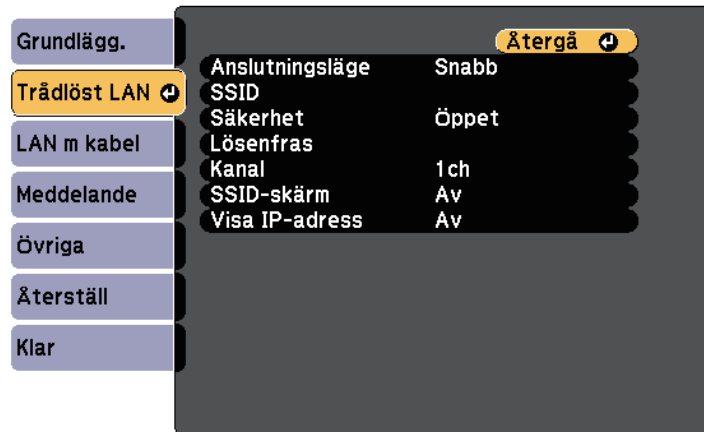 Grundlägg.
Trådlöst LAN
LAN m kabel
Meddelande
Övriga
Återställ
Klar
Återgå
Anslutningsläge Snabb
SSID
Säkerhet Öppet
Lösenfras
Kanal 1ch
SSID-skärm Av
Visa IP-adress Av